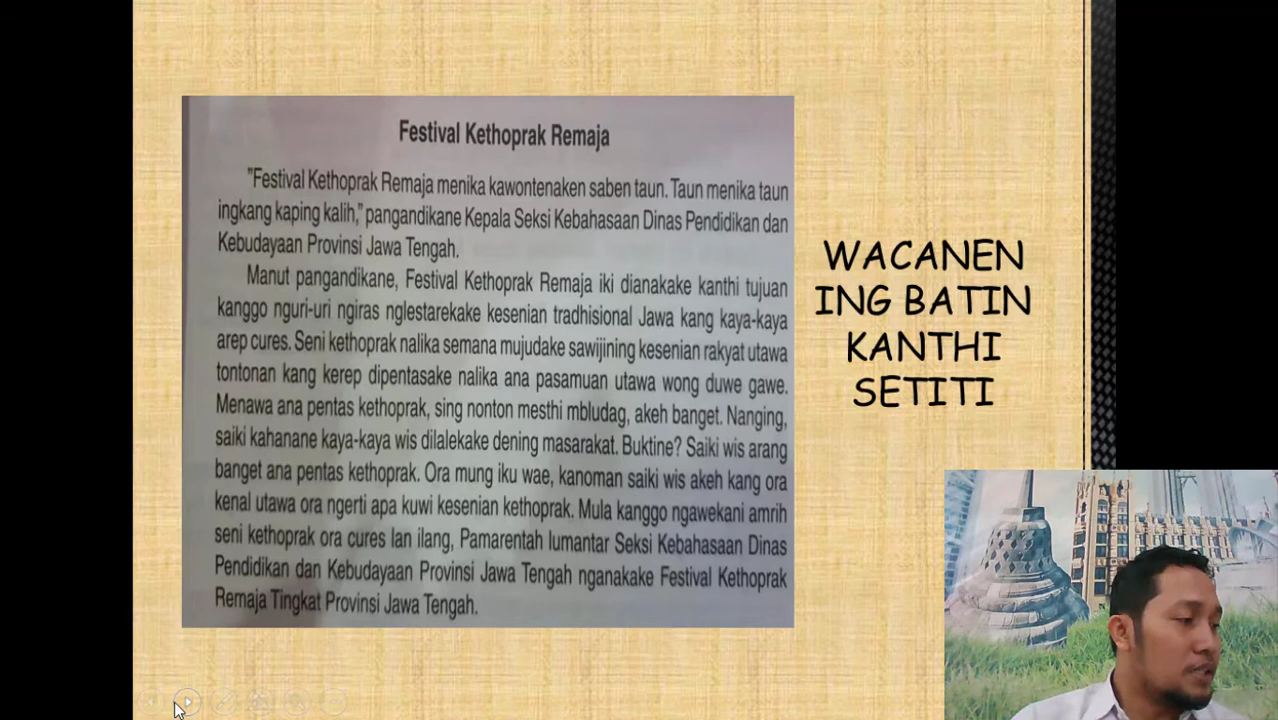 Festival Kethoprak Remaja
"Festival Kethoprak Remaja menika kawontenaken saben taun. Taun menika taun
ingkang kaping kalih," pangandikane Kepala Seksi Kebahasaan Dinas Pendidikan dan
Kebudayaan Provinsi Jawa Tengah.
Manut pangandikane, Festival Kethoprak Remaja iki dianakake kanthi tujuan
kanggo nguri-uri ngiras nglestarekake kesenian tradhisional Jawa kang kaya-kaya
arep cures. Seni kethoprak nalika semana mujudake sawijining kesenian rakyat utawa
tontonan kang kerep dipentasake nalika ana pasamuan utawa wong duwe gawe.
Menawa ana pentas kethoprak, sing nonton mesthi mbludag, akeh banget. Nanging,
saiki kahanane kaya-kaya wis dilalekake dening masarakat. Buktine? Saiki wis arang
banget ana pentas kethoprak. Ora mung iku wae, kanoman saiki wis akeh kang ora
kenal utawa ora ngerti apa kuwi kesenian kethoprak. Mula kanggo ngawekani amrih
seni kethoprak ora cures lan ilang, Pamarentah lumantar Seksi Kebahasaan Dinas
Pendidikan dan Kebudayaan Provinsi Jawa Tengah nganakake Festival Kethoprak
Remaja Tingkat Provinsi Jawa Tengah.
WACANEN
ING BATIN
KANTHI
SETITI